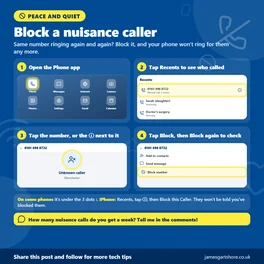 PEACE AND QUIET
Block a nuisance caller
Same number ringing again and again? Block it, and your phone won't ring for them
any more.
1 Open the Phone app
2 Tap Recents to see who called
Recents
0161 496 0732
Sarah (daughter)
Doctor's surgery
3 Tap the number, or the ⓘ next to it
0161 496 0732
Unknown caller
Manchester
4 Tap Block, then Block again to check
0161 496 0732
Add to contacts
Send message
Block number
On some phones it's under the 3 dots ⋮ iPhone: Recents, tap ⓘ, then Block this Caller. They won't be told you've
blocked them.
How many nuisance calls do you get a week? Tell me in the comments!
Share this post and follow for more tech tips
jamesgartshore.co.uk